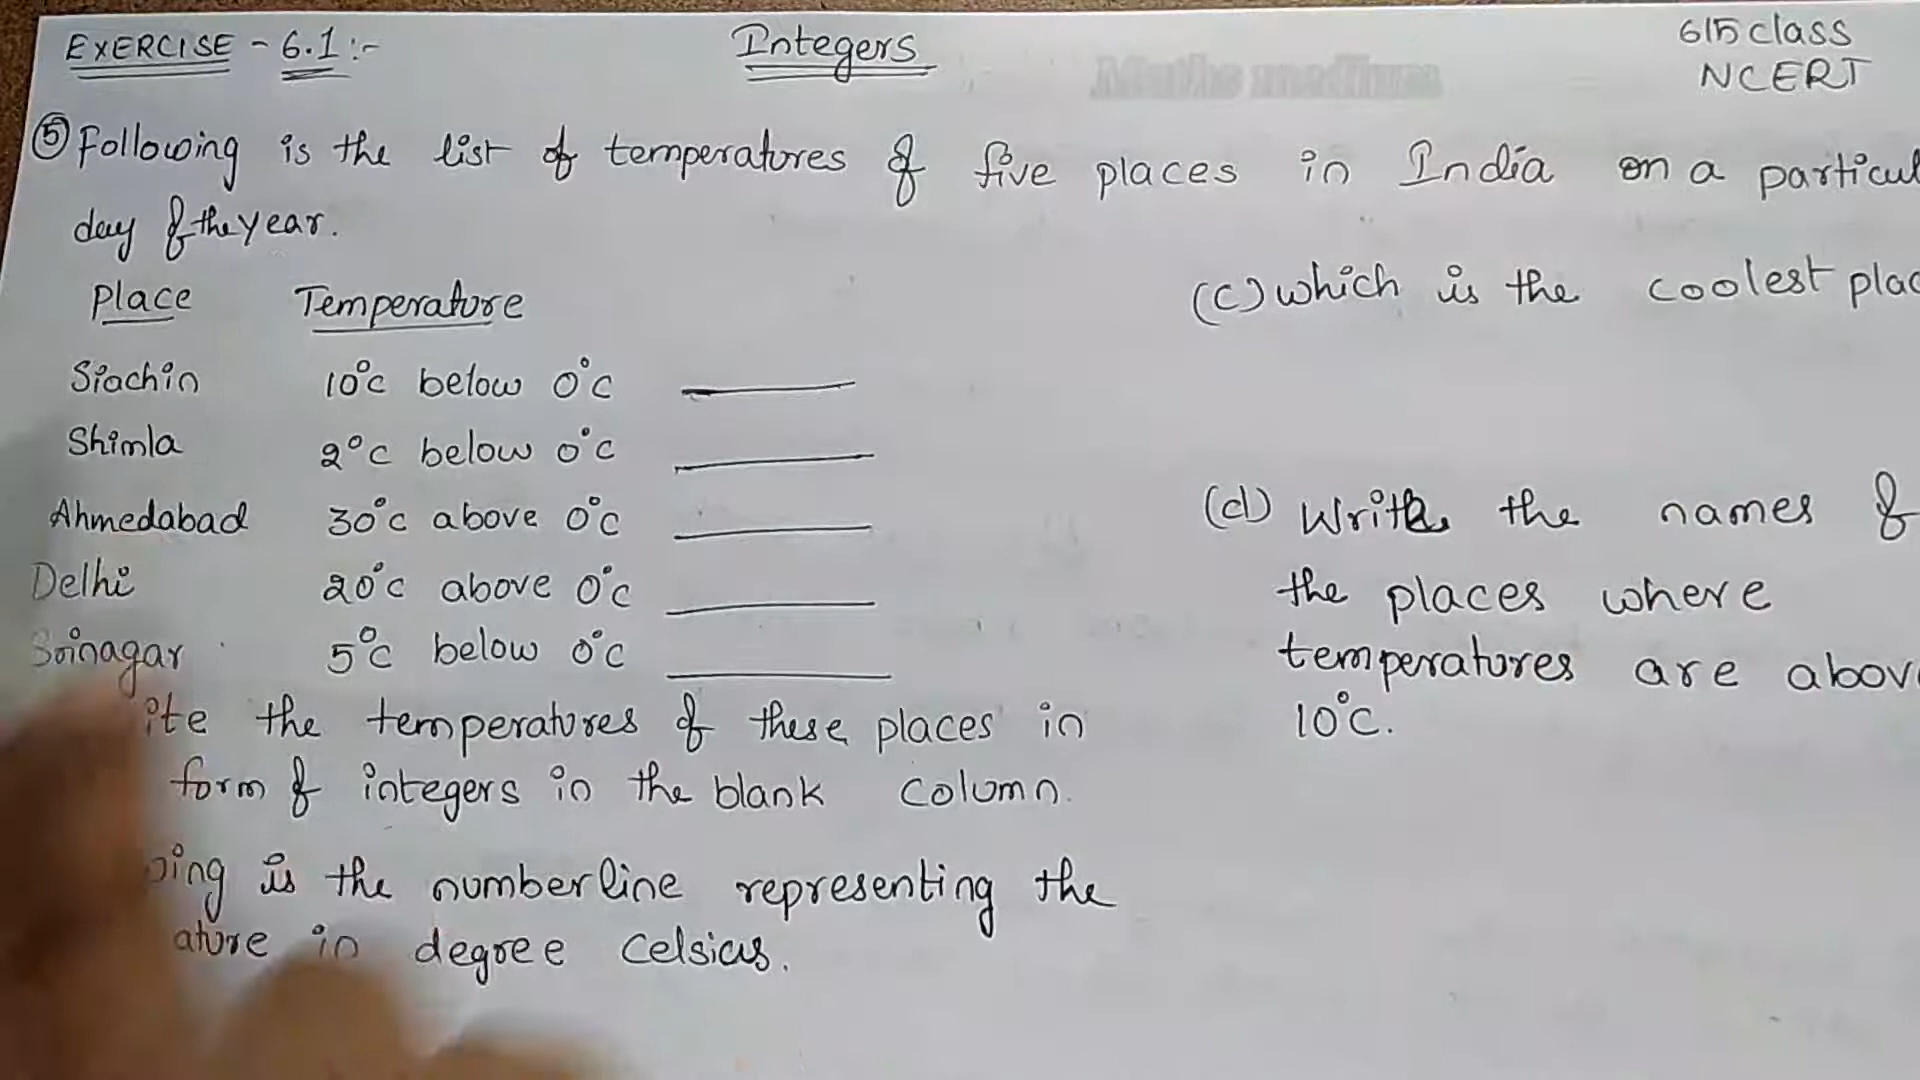 EXERCISE - 6.1:-
Integers
6th class
NCERT
Maths medium
⑤ Following is the list of temperatures of five places in India on a particul
day of the year.
Place Temperature
Siachin 10°C below 0°C
Shimla 2°C below 0°C
Ahmedabad 30°C above 0°C
Delhi 20°C above 0°C
Srinagar 5°C below 0°C
ite the temperatures of these places in
form of integers in the blank column.
ing is the numberline representing the
ature in degree Celsius.
(C) which is the coolest plac
(d) Write the names of
the places where
temperatures are abov
10°C.